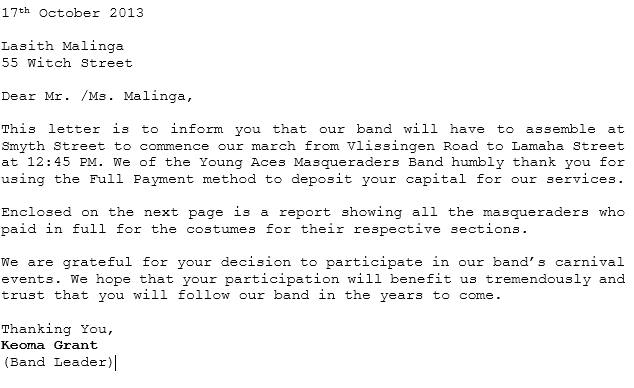 17th October 2013
Lasith Malinga
55 Witch Street
Dear Mr. /Ms. Malinga,
This letter is to inform you that our band will have to assemble at
Smyth Street to commence our march from Vlissingen Road to Lamaha Street
at 12:45 PM. We of the Young Aces Masqueraders Band humbly thank you for
using the Full Payment method to deposit your capital for our services.
Enclosed on the next page is a report showing all the masqueraders who
paid in full for the costumes for their respective sections.
We are grateful for your decision to participate in our band’s carnival
events. We hope that your participation will benefit us tremendously and
trust that you will follow our band in the years to come.
Thanking You,
Keoma Grant
(Band Leader)